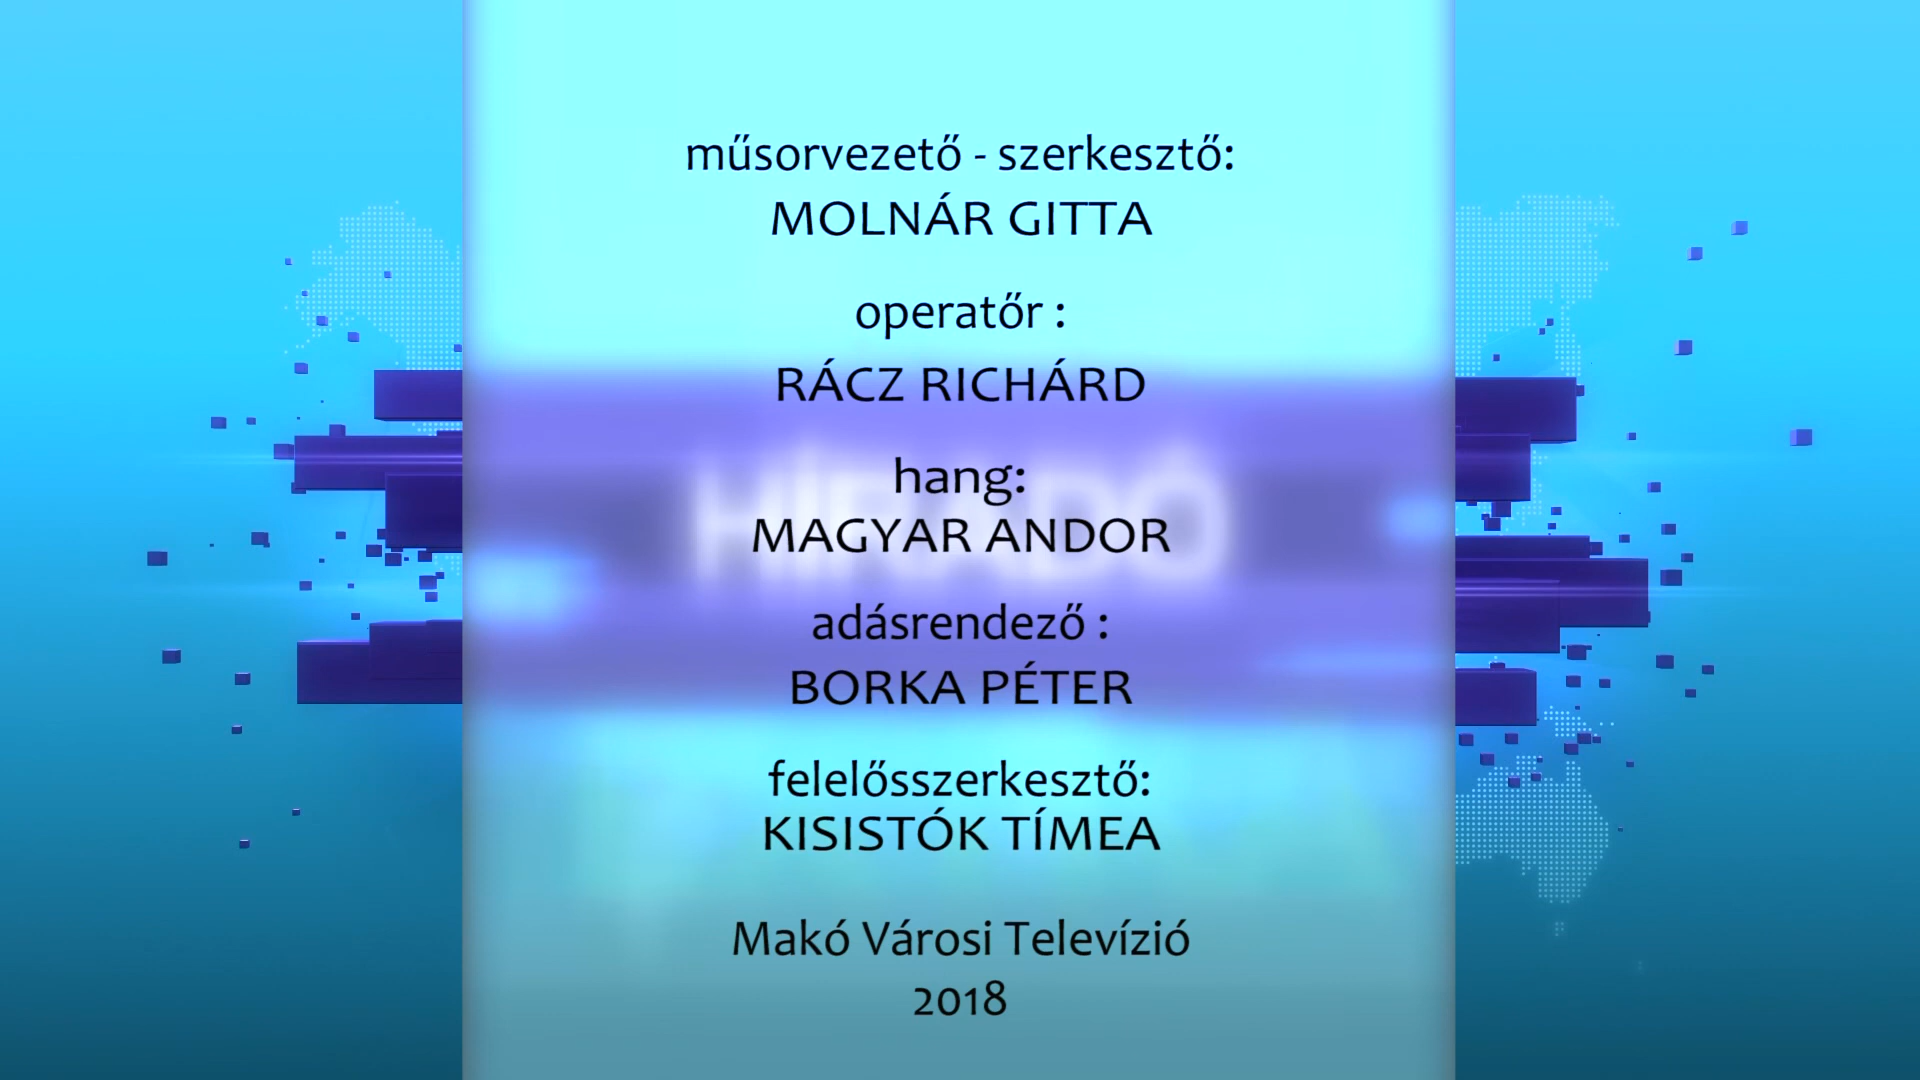 műsorvezető - szerkesztő:
MOLNÁR GITTA
operatőr :
RÁCZ RICHÁRD
HÍRADÓ
hang:
MAGYAR ANDOR
adásrendező :
BORKA PÉTER
felelősszerkesztő:
KISISTÓK TÍMEA
Makó Városi Televízió
2018